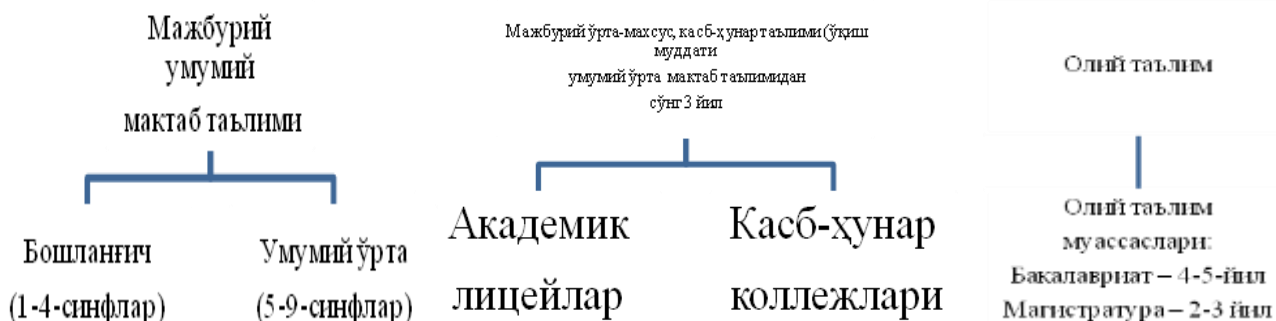 Мажбурий
умумий
мактаб таьлими
Бошланғич
(1-4-синфлар)
Умумий ўрта
(5-9-синфлар)
Мажбурий ўрта-махсус, касб-ҳунар таълими (ўқиш
муддати
умумий ўрта мактаб таълимидан
сўнг 3 йил
Академик
лицейлар
Касб-ҳунар
коллежлари
Олий таълим
Олий таълим
муассаслари:
Бакалавриат – 4-5-йил
Магистратура – 2-3 йил